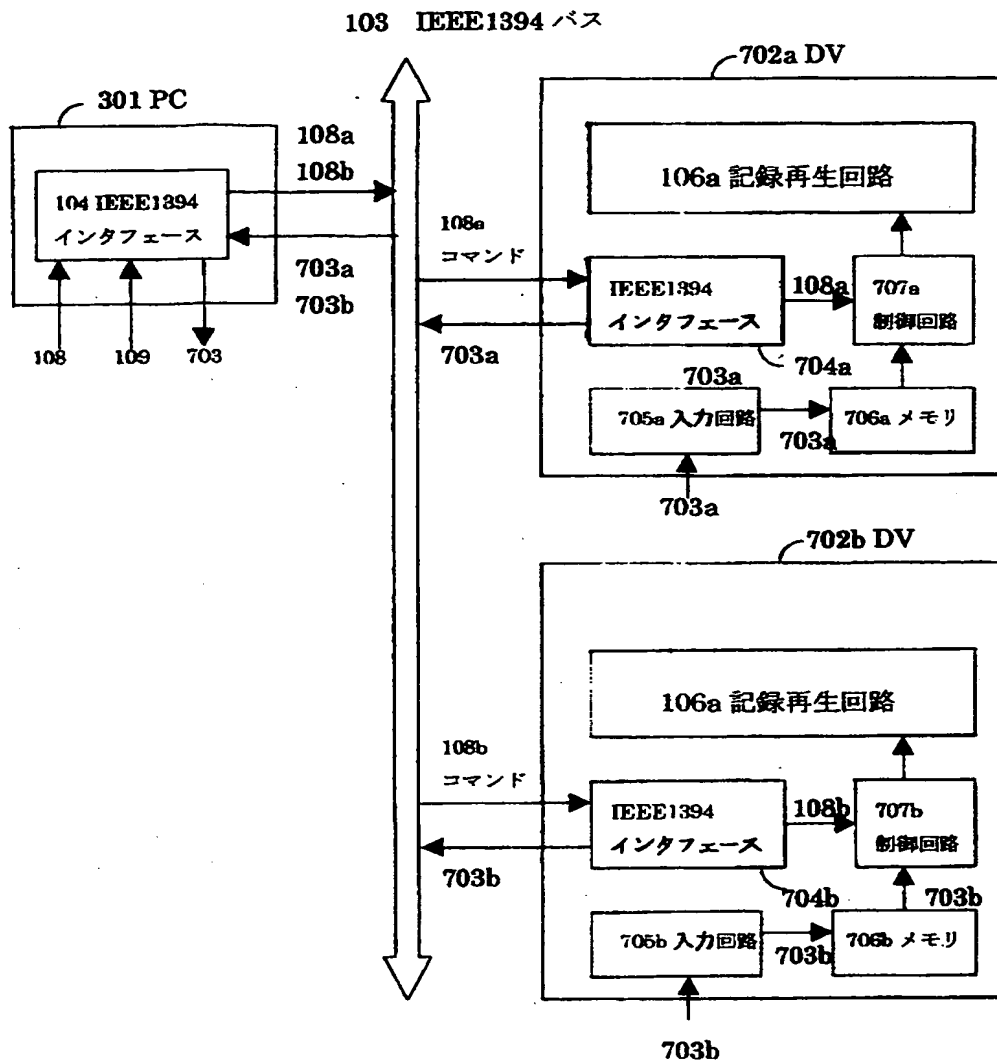 103 IEEE1394 バス
301 PC
104 IEEE1394
インタフェース
108a
108b
703a
703b
108
109
703
702a DV
106a 記録再生回路
108a
コマンド
IEEE1394
インタフェース
108a
707a
制御回路
703a
704a
703a
705a 入力回路
703a
706a メモリ
703a
702b DV
106a 記録再生回路
108b
コマンド
IEEE1394
インタフェース
108b
707b
制御回路
703b
704b
703b
705b 入力回路
703b
706b メモリ
703b